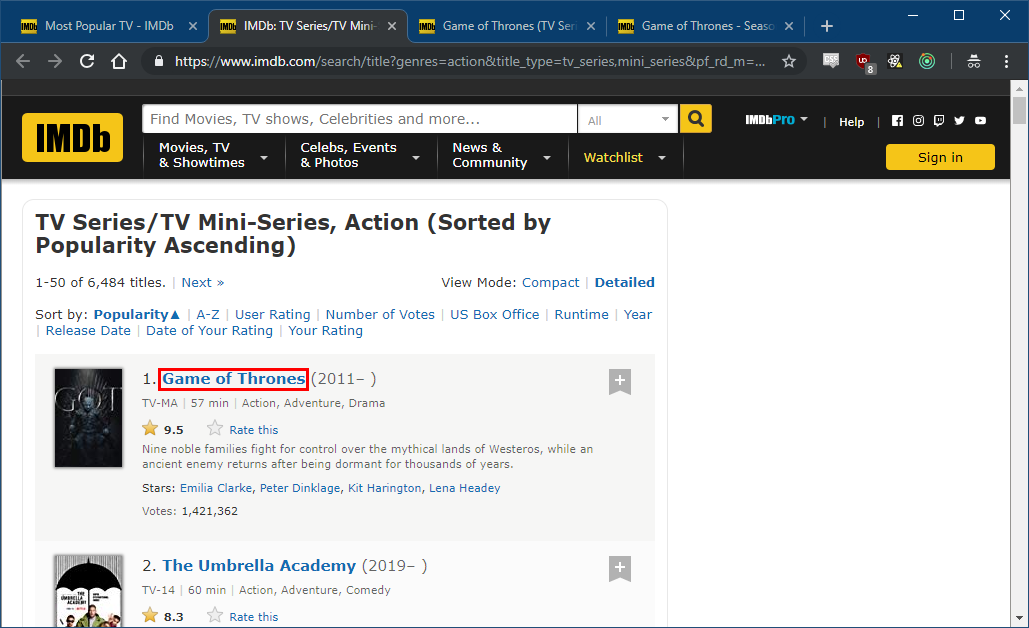 Most Popular TV - IMDb
IMDb: TV Series/TV Mini-
Game of Thrones (TV Seri
Game of Thrones - Seaso
https://www.imdb.com/search/title?genres=action&title_type=tv_series,mini_series&pf_rd_m=...
8
IMDb
Find Movies, TV shows, Celebrities and more...
All
IMDbPro
|
Help
|
Movies, TV
& Showtimes
Celebs, Events
& Photos
News &
Community
Watchlist
Sign in
TV Series/TV Mini-Series, Action (Sorted by
Popularity Ascending)
1-50 of 6,484 titles. | Next »
View Mode: Compact | Detailed
Sort by: Popularity▲ | A-Z | User Rating | Number of Votes | US Box Office | Runtime | Year
| Release Date | Date of Your Rating | Your Rating
GOT
1. Game of Thrones (2011– )
TV-MA | 57 min | Action, Adventure, Drama
9.5 Rate this
Nine noble families fight for control over the mythical lands of Westeros, while an
ancient enemy returns after being dormant for thousands of years.
Stars: Emilia Clarke, Peter Dinklage, Kit Harington, Lena Headey
Votes: 1,421,362
THE
UMBRELLA
ACADEMY
2. The Umbrella Academy (2019– )
TV-14 | 60 min | Action, Adventure, Comedy
8.3 Rate this